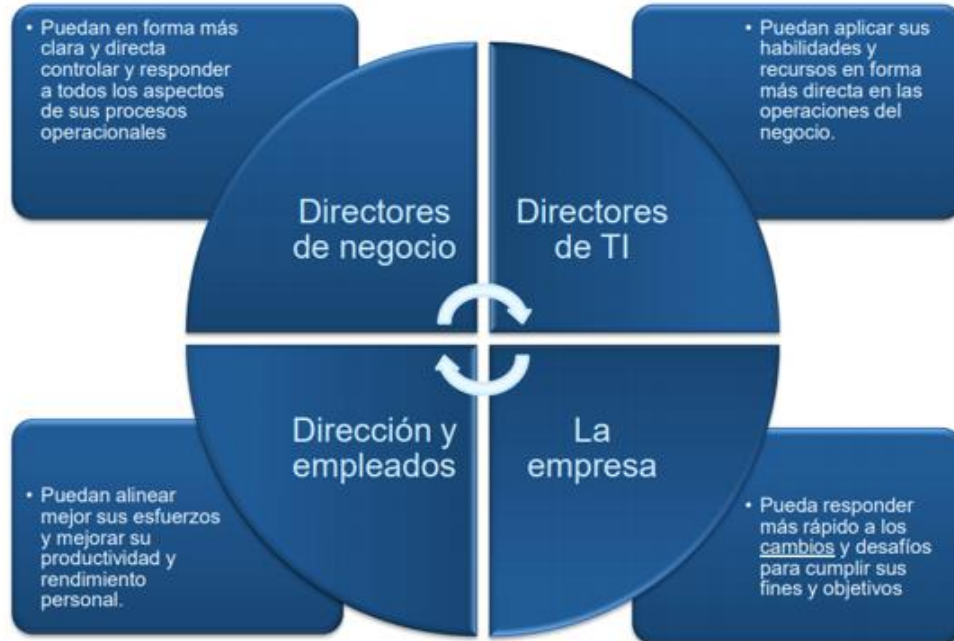 • Puedan en forma más
clara y directa
controlar y responder
a todos los aspectos
de sus procesos
operacionales
• Puedan aplicar sus
habilidades y
recursos en forma
más directa en las
operaciones del
negocio.
Directores
de negocio
Directores
de TI
Dirección y
empleados
La
empresa
• Puedan alinear
mejor sus esfuerzos
y mejorar su
productividad y
rendimiento
personal.
• Pueda responder
más rápido a los
cambios y desafíos
para cumplir sus
fines y objetivos